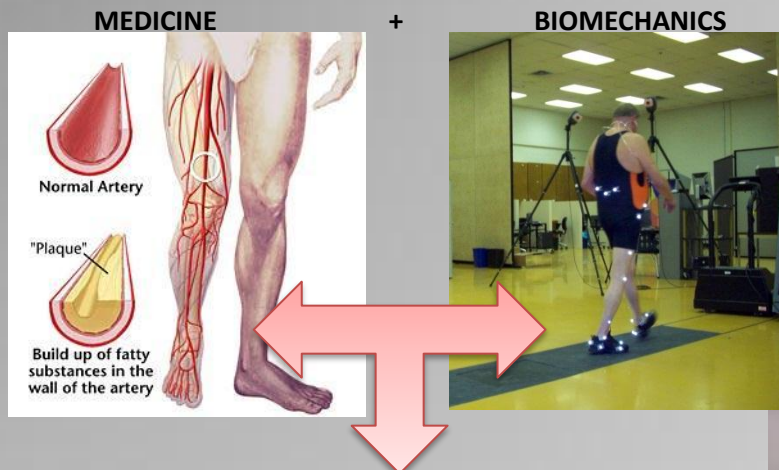 MEDICINE + BIOMECHANICS
Normal Artery
"Plaque"
Build up of fatty
substances in the
wall of the artery